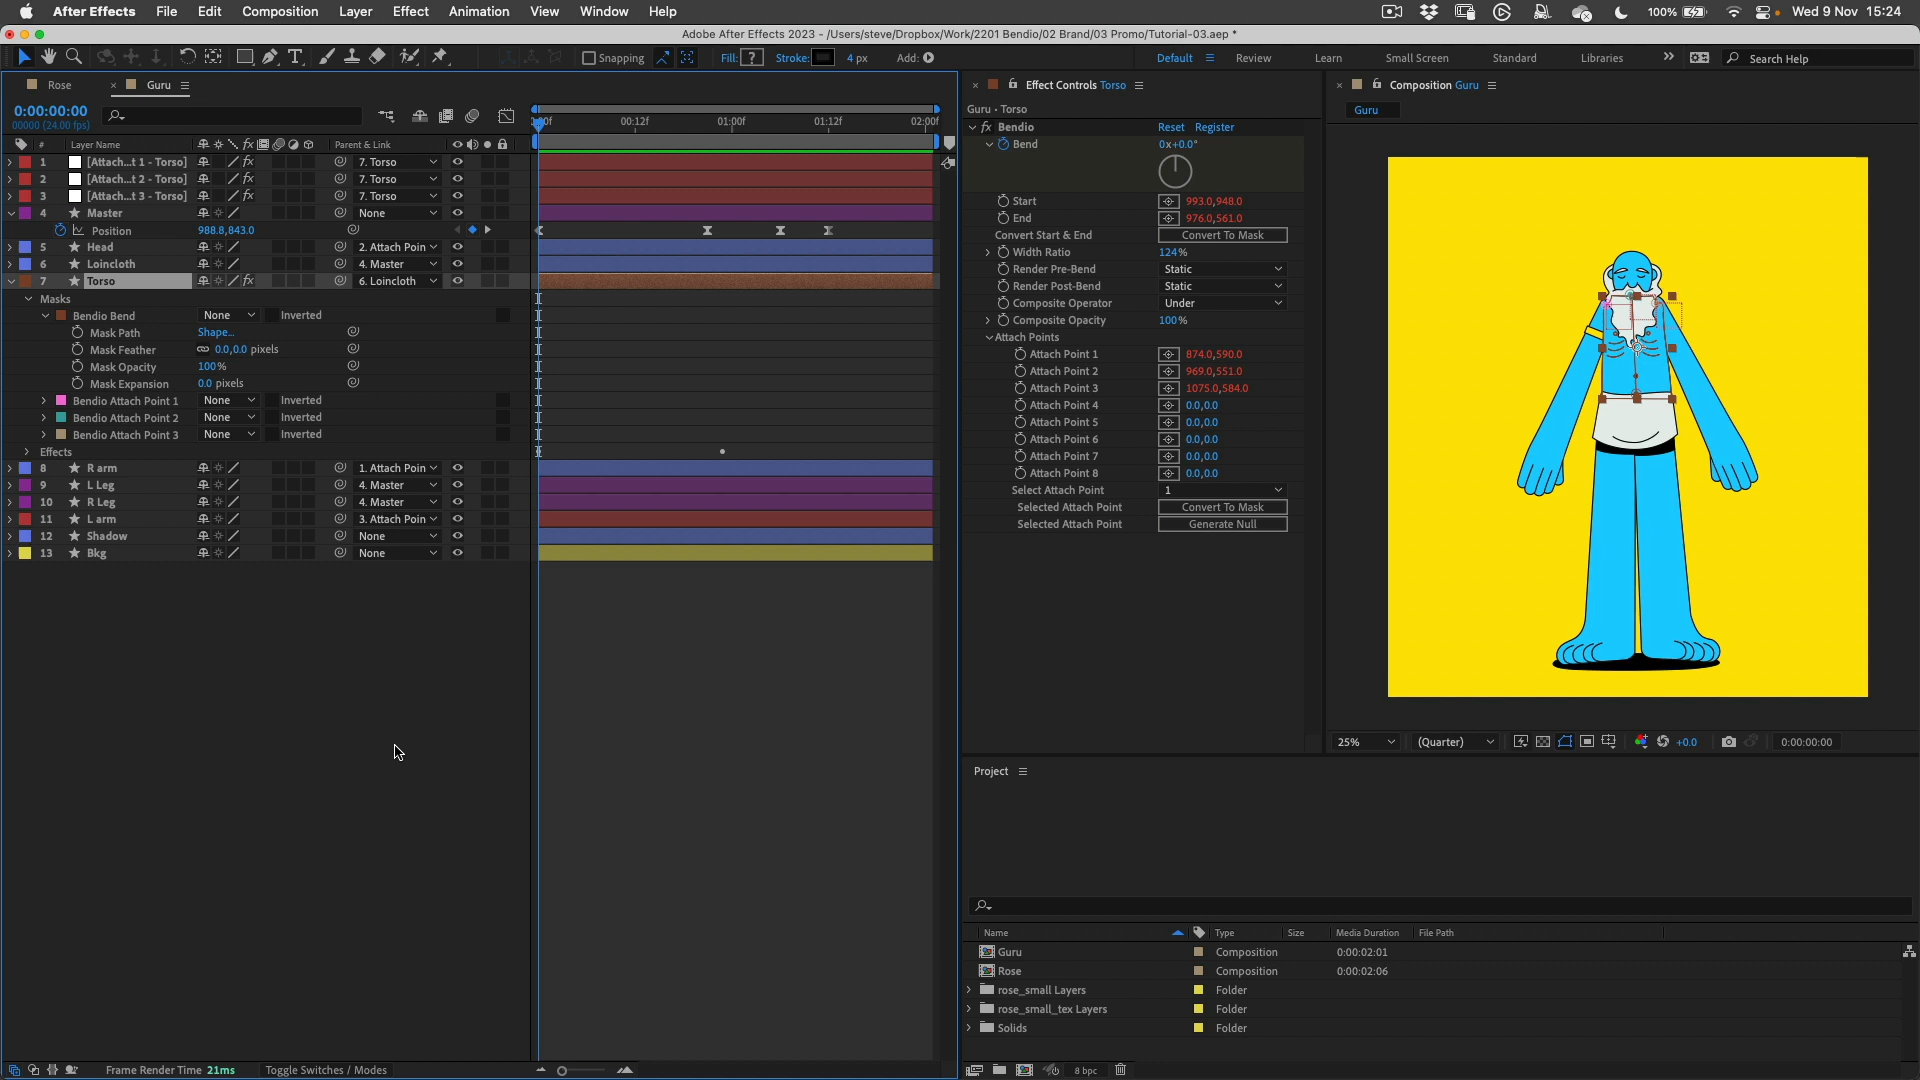 After Effects File Edit Composition Layer Effect Animation View Window Help 100% Wed 9 Nov 15:24
Adobe After Effects 2023 - /Users/steve/Dropbox/Work/2201 Bendio/02 Brand/03 Promo/Tutorial-03.aep *
Snapping Fill: ? Stroke: 4 px Add: Default Review Learn Small Screen Standard Libraries Search Help
Rose Guru
0:00:00:00
00000 (24.00 fps)
00:12f 01:00f 01:12f 02:00f
# Layer Name Parent & Link
1 [Attach...t 1 - Torso] 7. Torso
2 [Attach...t 2 - Torso] 7. Torso
3 [Attach...t 3 - Torso] 7. Torso
4 Master None
Position 988.8,843.0
5 Head 2. Attach Poin
6 Loincloth 4. Master
7 Torso 6. Loincloth
Masks
Bendio Bend None Inverted
Mask Path Shape...
Mask Feather 0.0,0.0 pixels
Mask Opacity 100%
Mask Expansion 0.0 pixels
Bendio Attach Point 1 None Inverted
Bendio Attach Point 2 None Inverted
Bendio Attach Point 3 None Inverted
Effects
8 R arm 1. Attach Poin
9 L Leg 4. Master
10 R Leg 4. Master
11 L arm 3. Attach Poin
12 Shadow None
13 Bkg None
Frame Render Time 21ms Toggle Switches / Modes
Effect Controls Torso
Guru • Torso
fx Bendio Reset Register
Bend 0x+0.0°
Start 993.0,948.0
End 976.0,561.0
Convert Start & End Convert To Mask
Width Ratio 124%
Render Pre-Bend Static
Render Post-Bend Static
Composite Operator Under
Composite Opacity 100%
Attach Points
Attach Point 1 874.0,590.0
Attach Point 2 969.0,551.0
Attach Point 3 1075.0,584.0
Attach Point 4 0.0,0.0
Attach Point 5 0.0,0.0
Attach Point 6 0.0,0.0
Attach Point 7 0.0,0.0
Attach Point 8 0.0,0.0
Select Attach Point 1
Selected Attach Point Convert To Mask
Selected Attach Point Generate Null
Composition Guru
Guru
25% (Quarter) +0.0 0:00:00:00
Project
Name Type Size Media Duration File Path
Guru Composition 0:00:02:01
Rose Composition 0:00:02:06
rose_small Layers Folder
rose_small_tex Layers Folder
Solids Folder
8 bpc